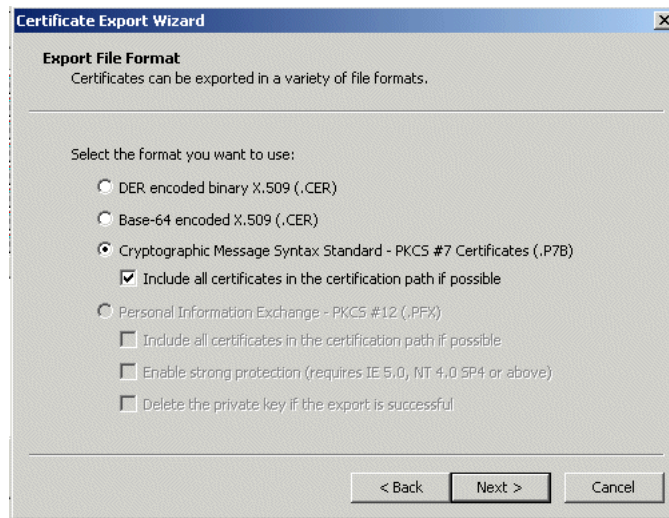 Certificate Export Wizard
Export File Format
Certificates can be exported in a variety of file formats.
Select the format you want to use:
DER encoded binary X.509 (.CER)
Base-64 encoded X.509 (.CER)
Cryptographic Message Syntax Standard - PKCS #7 Certificates (.P7B)
Include all certificates in the certification path if possible
Personal Information Exchange - PKCS #12 (.PFX)
Include all certificates in the certification path if possible
Enable strong protection (requires IE 5.0, NT 4.0 SP4 or above)
Delete the private key if the export is successful
< Back Next > Cancel